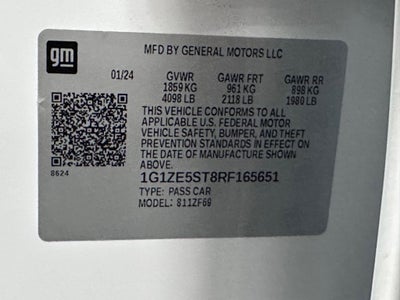 gm
MFD BY GENERAL MOTORS LLC
01/24 GVWR GAWR FRT GAWR RR
1859 KG 961 KG 898 KG
4098 LB 2118 LB 1980 LB
THIS VEHICLE CONFORMS TO ALL
APPLICABLE U.S. FEDERAL MOTOR
VEHICLE SAFETY, BUMPER, AND THEFT
PREVENTION STANDARDS IN EFFECT ON
THE DATE OF MANUFACTURE SHOWN
ABOVE.
8624
1G1ZE5ST8RF165651
TYPE: PASS CAR
MODEL: 811ZF69